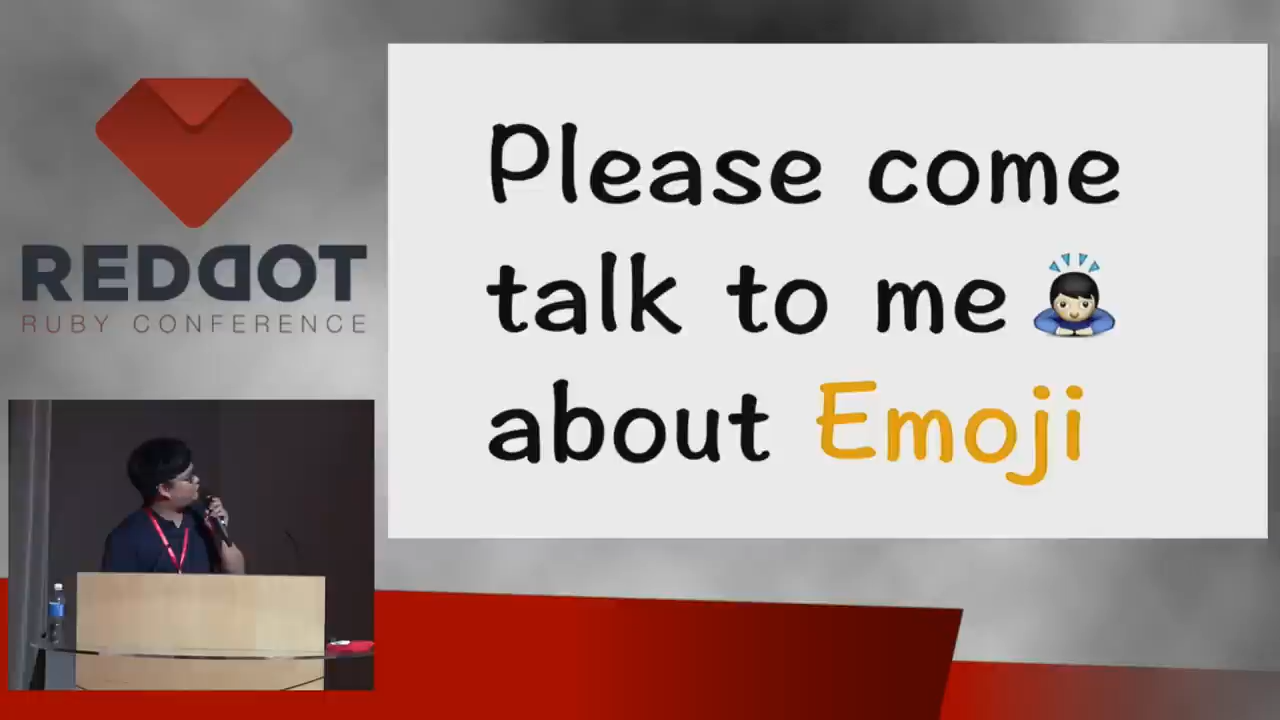 REDDOT
RUBY CONFERENCE
Please come
talk to me 🙇
about Emoji